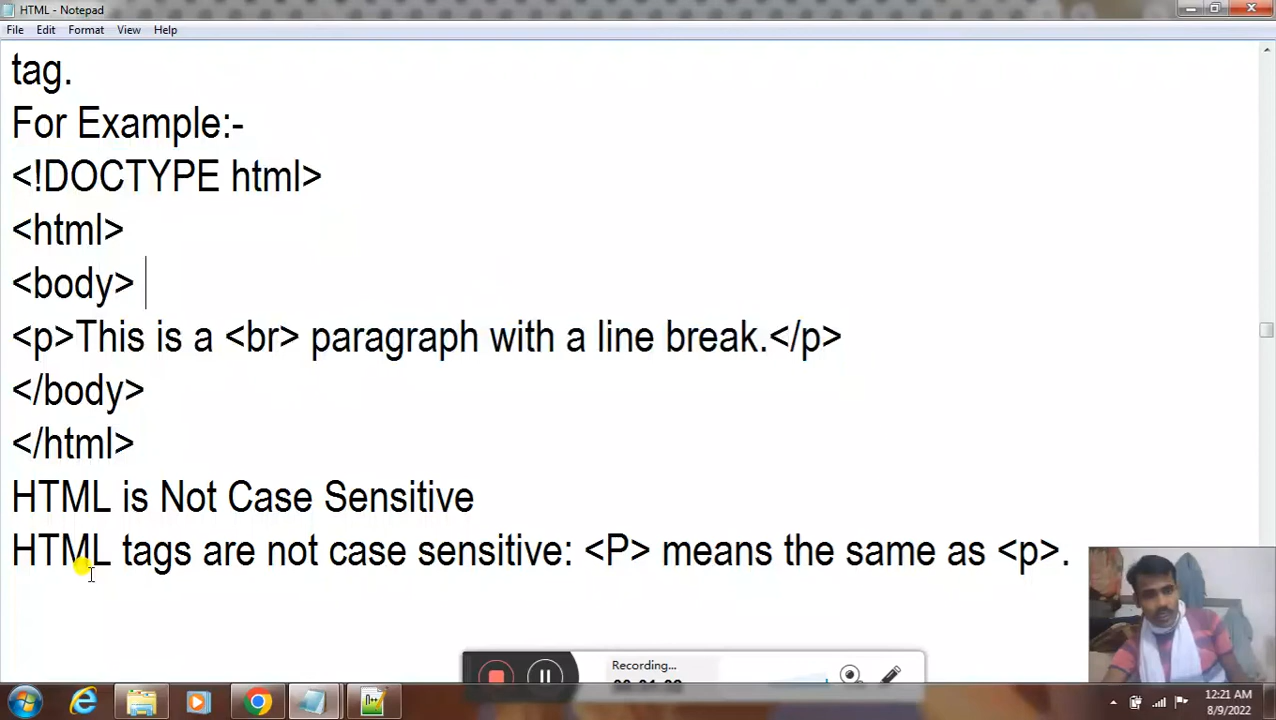 HTML - Notepad
File Edit Format View Help
tag.
For Example:-
<!DOCTYPE html>
<html>
<body>
<p>This is a <br> paragraph with a line break.</p>
</body>
</html>
HTML is Not Case Sensitive
HTML tags are not case sensitive: <P> means the same as <p>.
Recording...
12:21 AM
8/9/2022